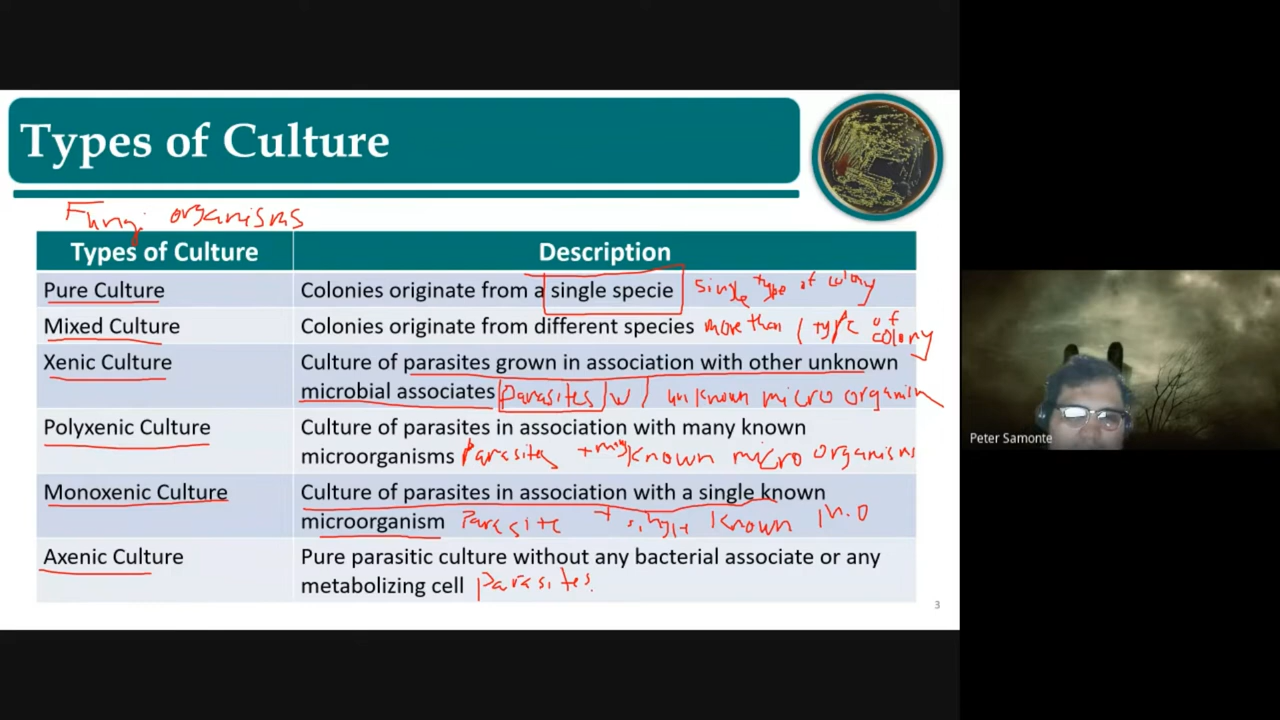 Types of Culture
Fungi organisms
Types of Culture Description
Pure Culture Colonies originate from a single specie single type of colony
Mixed Culture Colonies originate from different species more than 1 type of colony
Xenic Culture Culture of parasites grown in association with other unknown
microbial associates parasites w/ unknown micro organism
Polyxenic Culture Culture of parasites in association with many known
microorganisms Parasites + many known micro organisms
Monoxenic Culture Culture of parasites in association with a single known
microorganism Parasite + single known m.o
Axenic Culture Pure parasitic culture without any bacterial associate or any
metabolizing cell parasites
3
Peter Samonte